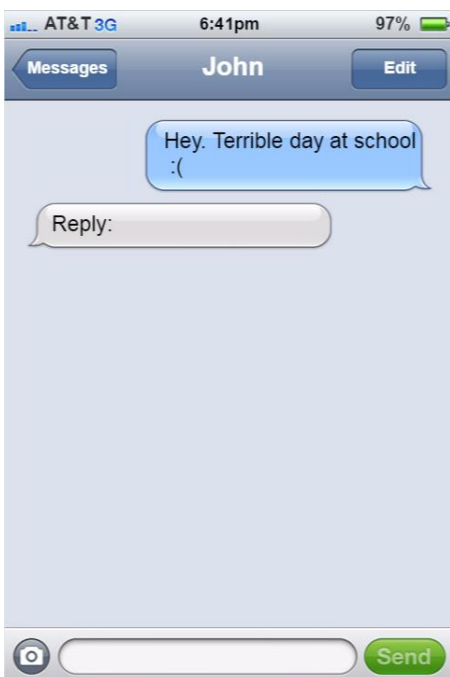 AT&T 3G 6:41pm 97%
Messages John Edit
Hey. Terrible day at school
:(
Reply:
Send